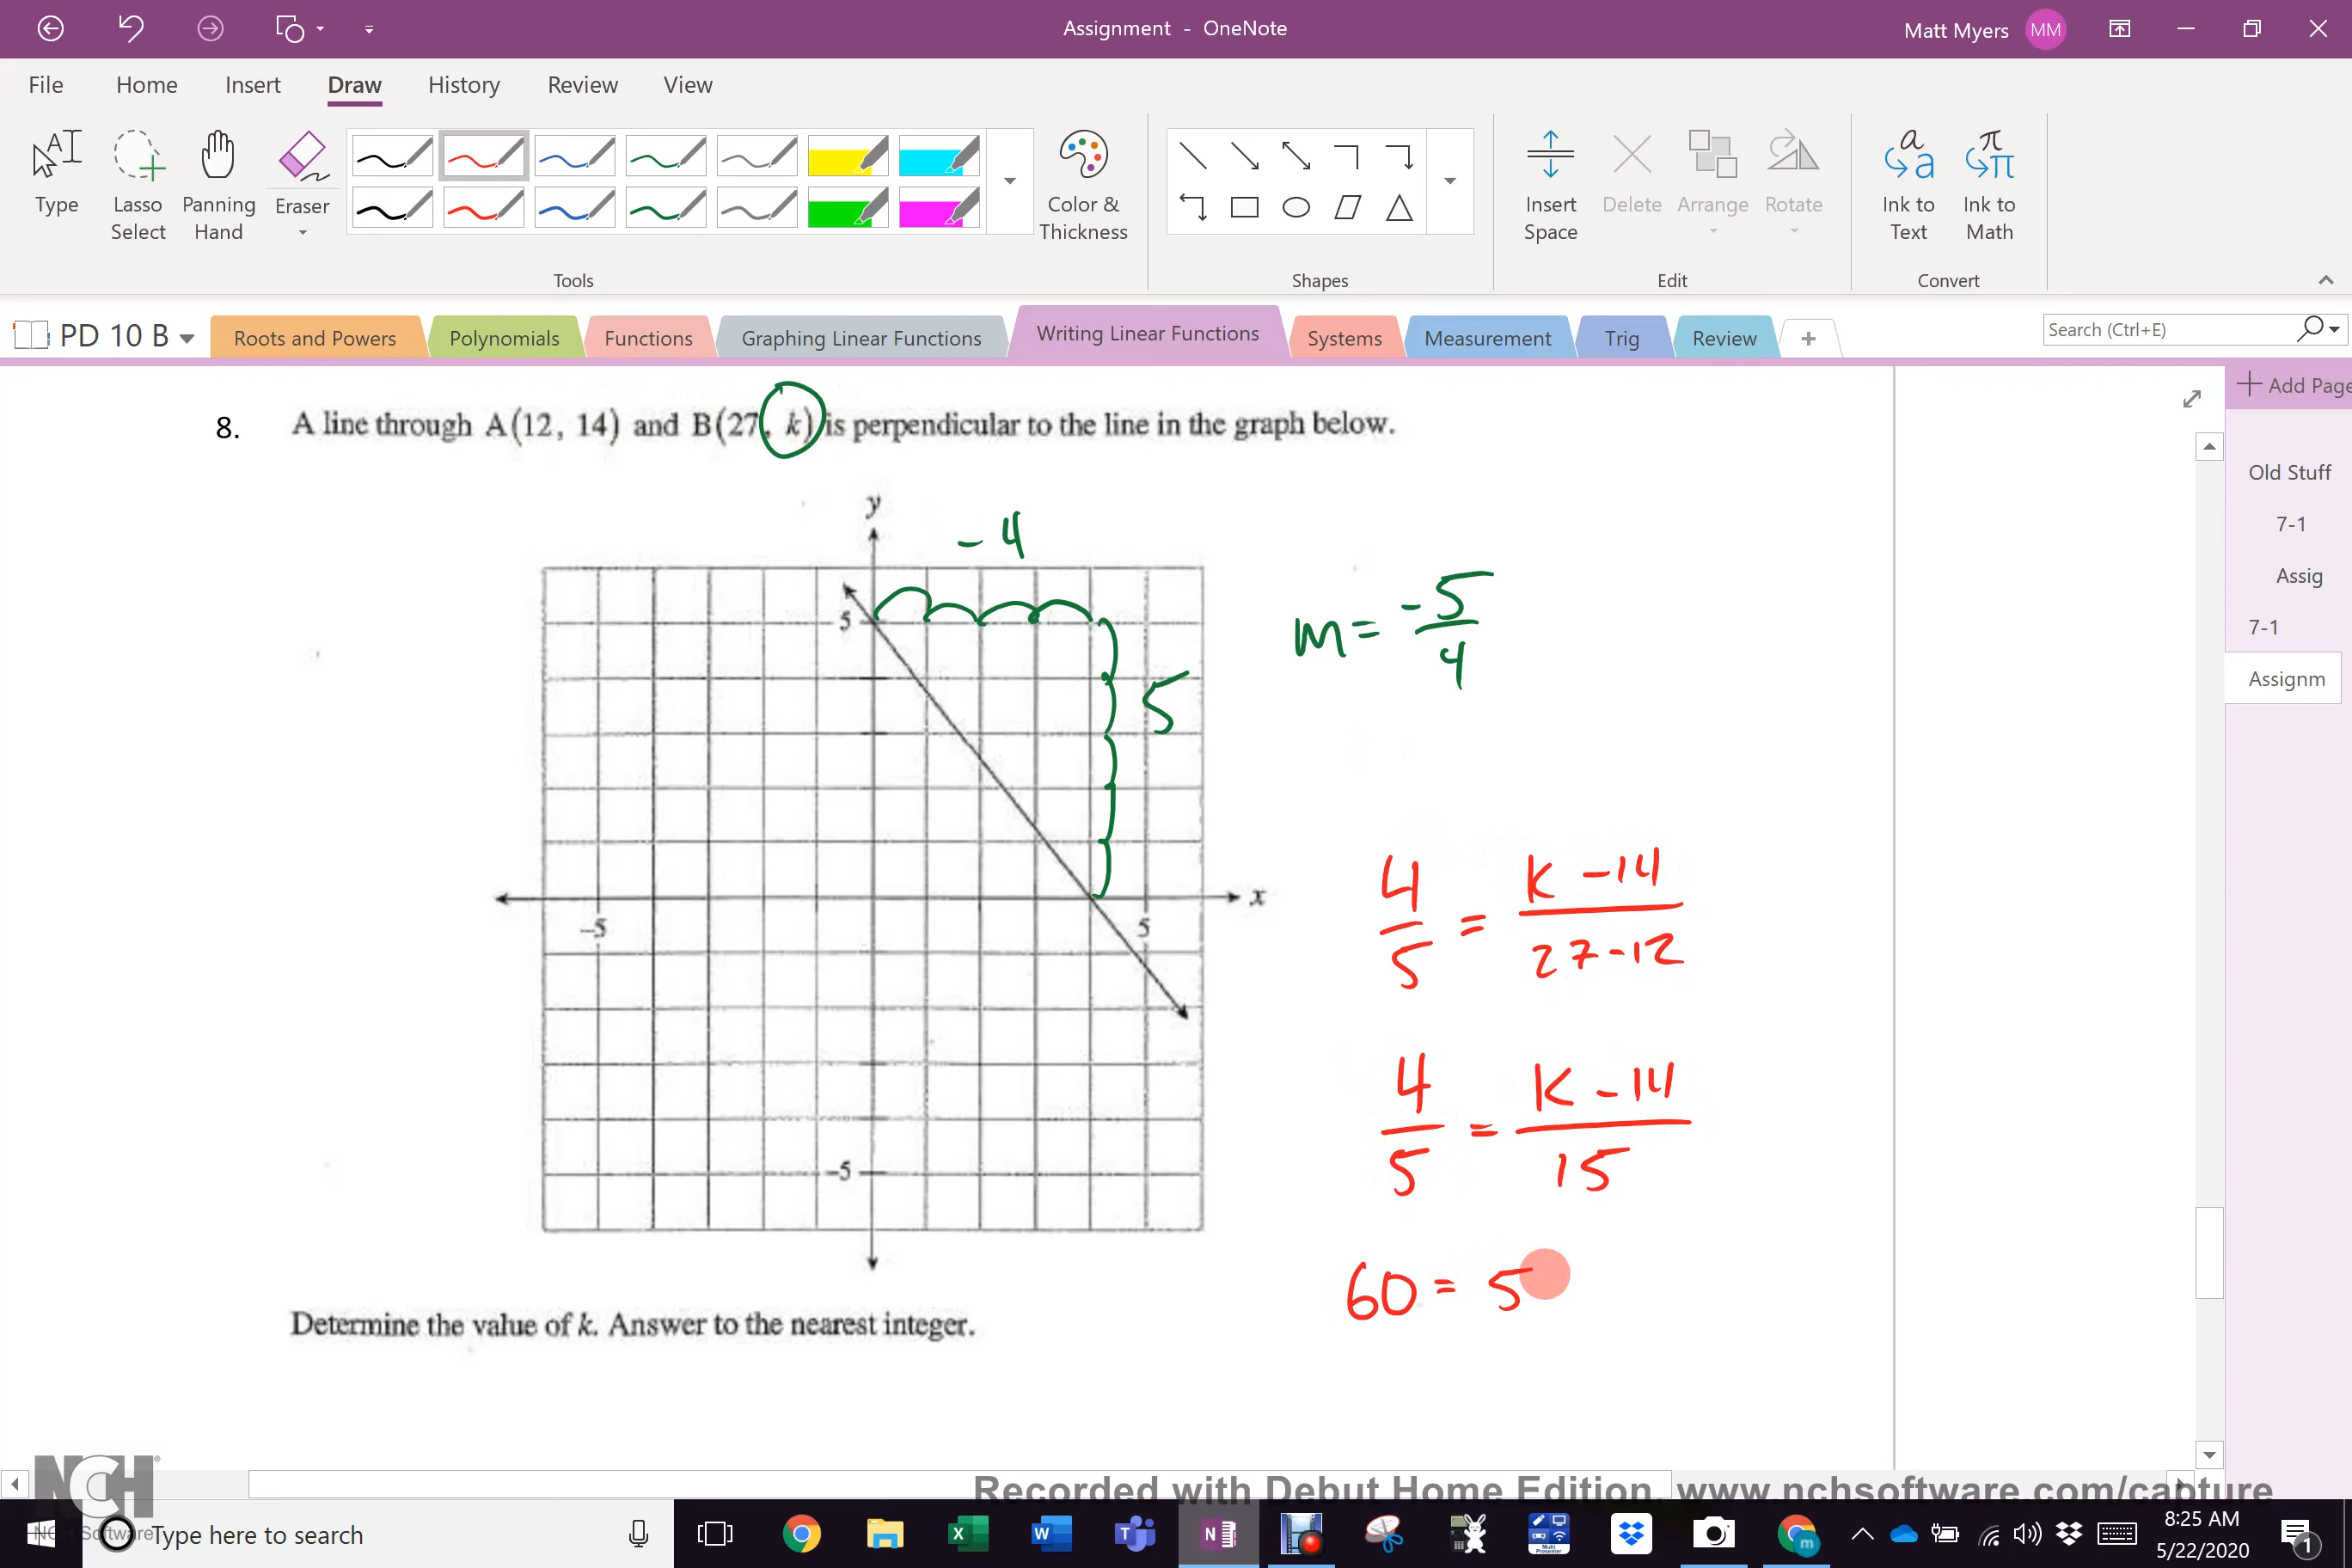 Assignment - OneNote
Matt Myers MM
File Home Insert Draw History Review View
Type
Lasso Select
Panning Hand
Eraser
Color & Thickness
Insert Space
Delete
Arrange
Rotate
Ink to Text
Ink to Math
Tools
Shapes
Edit
Convert
PD 10 B
Roots and Powers
Polynomials
Functions
Graphing Linear Functions
Writing Linear Functions
Systems
Measurement
Trig
Review
Search (Ctrl+E)
Add Page
Old Stuff
7-1
Assig
7-1
Assignm
8. A line through A(12, 14) and B(27, k) is perpendicular to the line in the graph below.
y
-4
5
5
m = -5/4
x
-5
5
-5
4/5 = K-14/27-12
4/5 = K-14/15
60 = 5
Determine the value of k. Answer to the nearest integer.
NCH
NCH Software
Recorded with Debut Home Edition. www.nchsoftware.com/capture
Type here to search
8:25 AM
5/22/2020
1